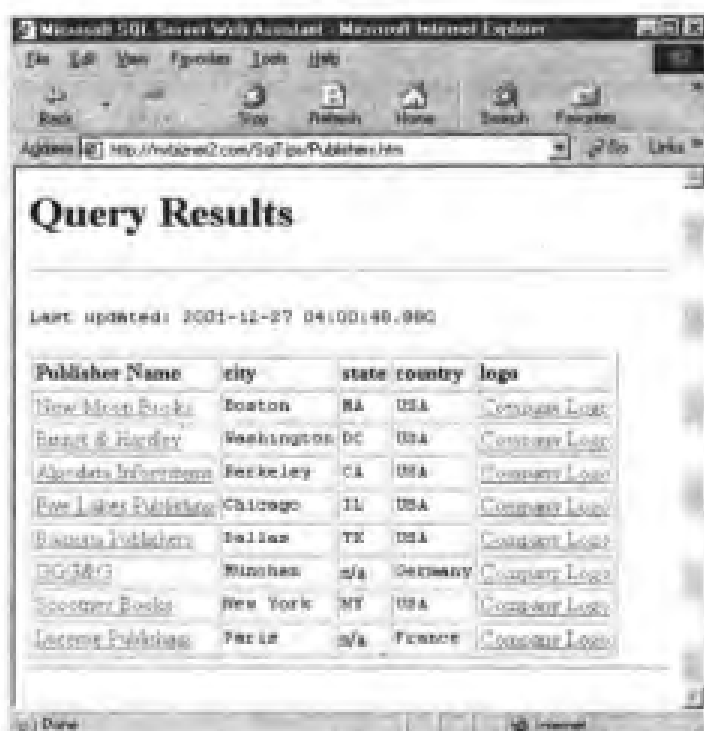 Microsoft SQL Server Web Assistant - Microsoft Internet Explorer
File Edit View Favorites Tools Help
Back Stop Refresh Home Search Favorites
Address Go Links
Query Results
Last updated: 2001-12-27
Publisher Name city state country logo
New Moon Books Boston MA USA Company Logo
Binnet & Hardley Washington DC USA Company Logo
Algodata Infosystems Berkeley CA USA Company Logo
Five Lakes Publishing Chicago IL USA Company Logo
Ramona Publishers Dallas TX USA Company Logo
GGG&G München n/a Germany Company Logo
Scootney Books New York NY USA Company Logo
Lucerne Publishing Paris n/a France Company Logo
Done Internet